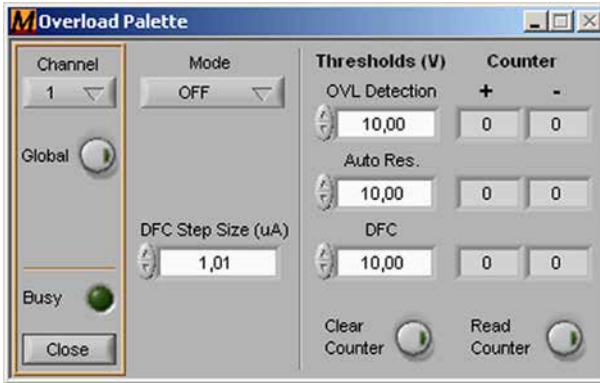 M Overload Palette
Channel
1
Global
Busy
Close
Mode
OFF
DFC Step Size (uA)
1,01
Thresholds (V) Counter
OVL Detection + -
10,00 0 0
Auto Res.
10,00 0 0
DFC
10,00 0 0
Clear Counter
Read Counter